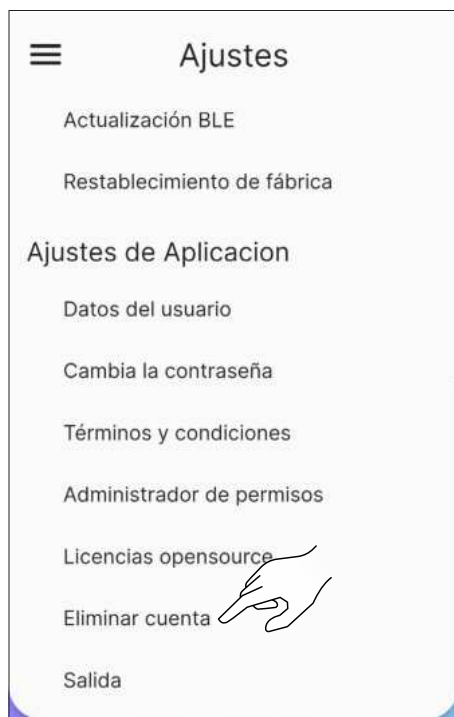 Ajustes
Actualización BLE
Restablecimiento de fábrica
Ajustes de Aplicacion
Datos del usuario
Cambia la contraseña
Términos y condiciones
Administrador de permisos
Licencias opensource
Eliminar cuenta
Salida